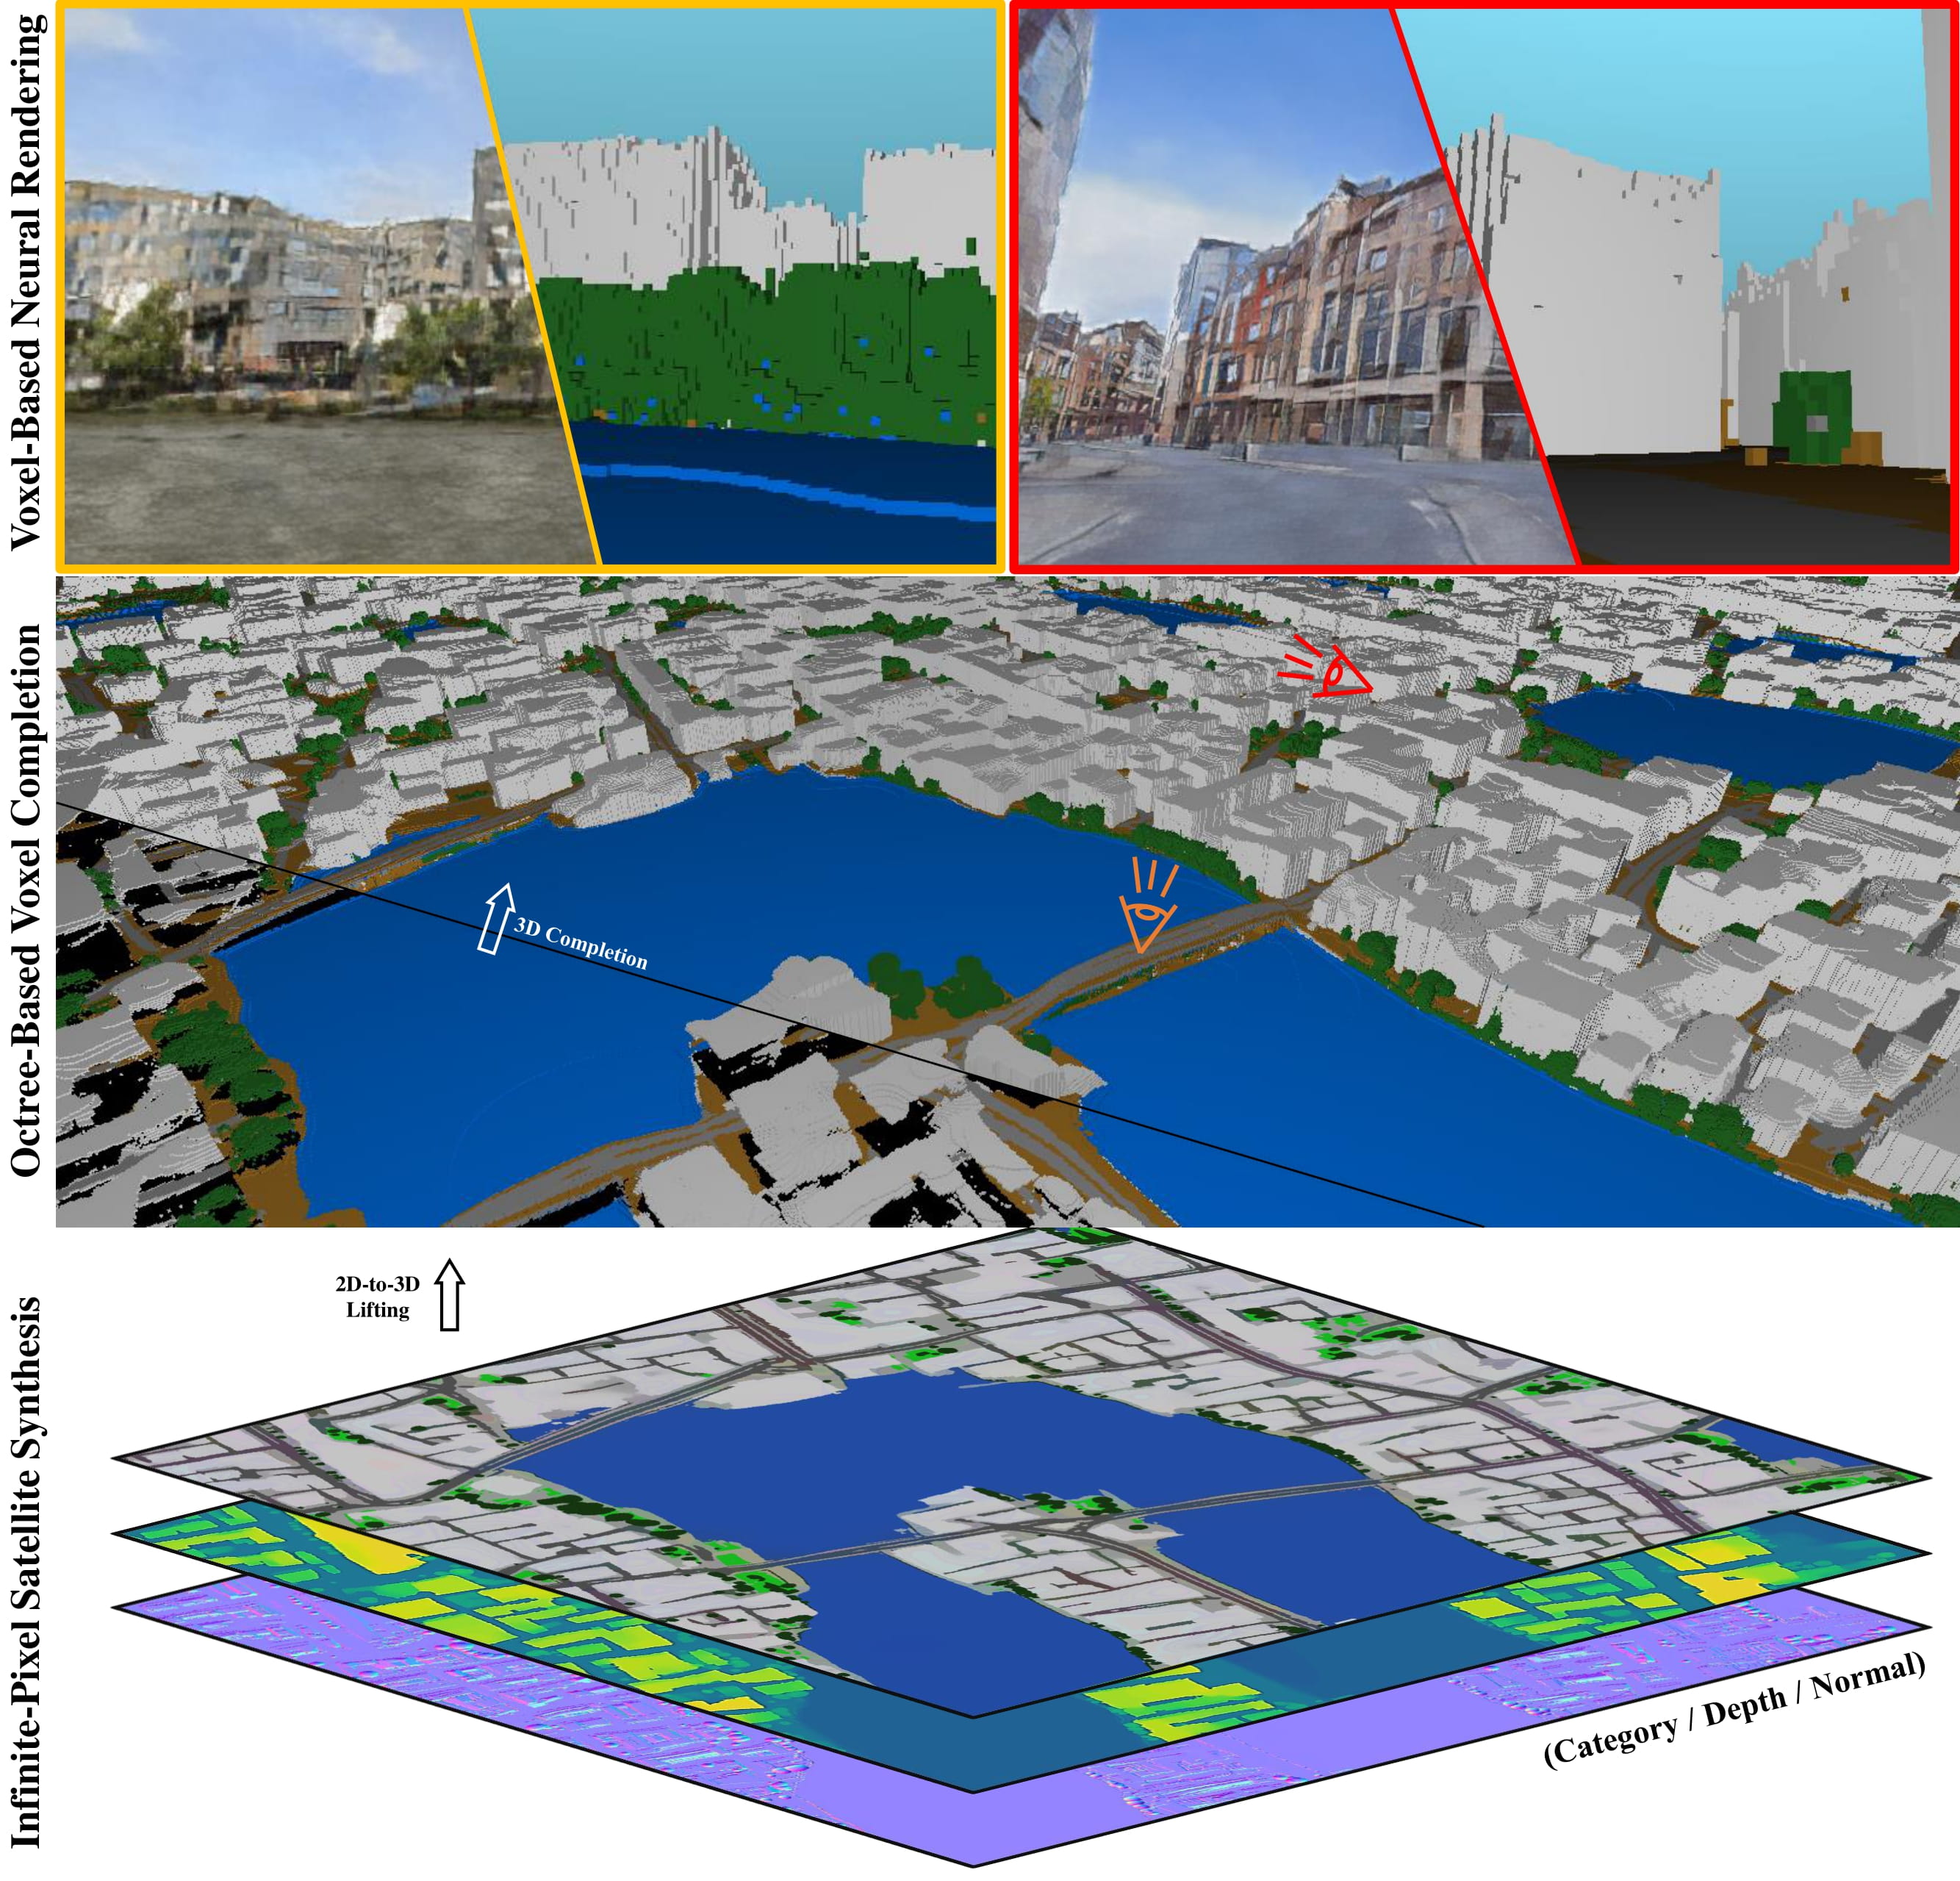 Voxel-Based Neural Rendering
Octree-Based Voxel Completion
3D Completion
Infinite-Pixel Satellite Synthesis
2D-to-3D
Lifting
(Category / Depth / Normal)